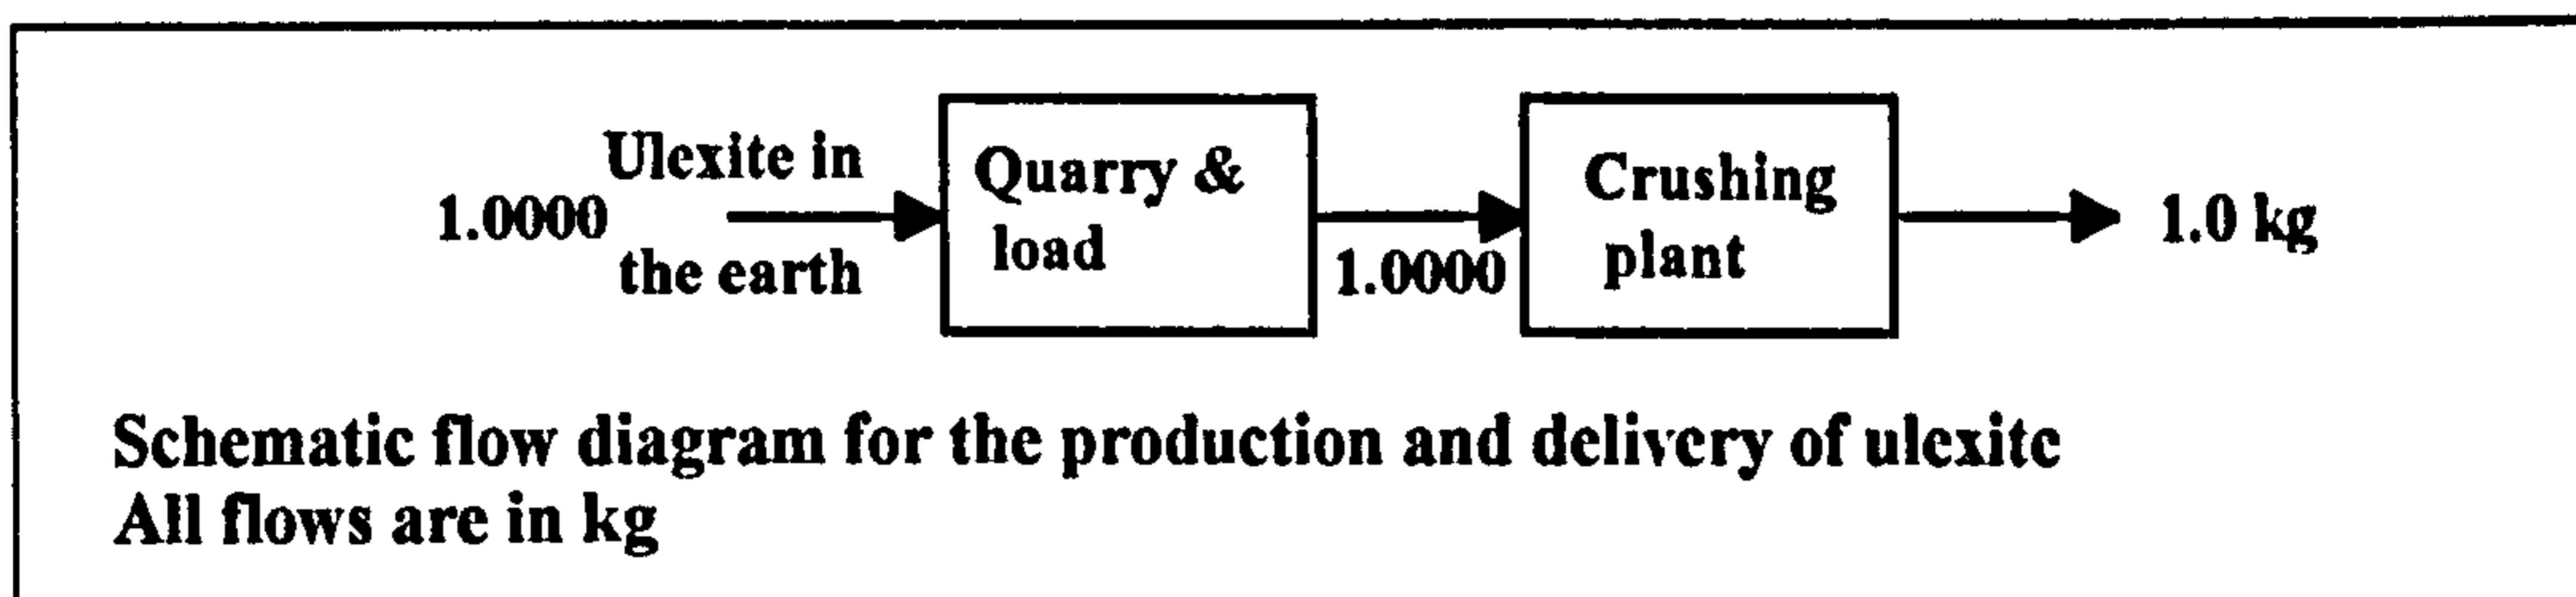 Ulexite in
1.0000
the earth
Quarry &
load
1.0000
Crushing
plant
1.0 kg
Schematic flow diagram for the production and delivery of ulexite
All flows are in kg